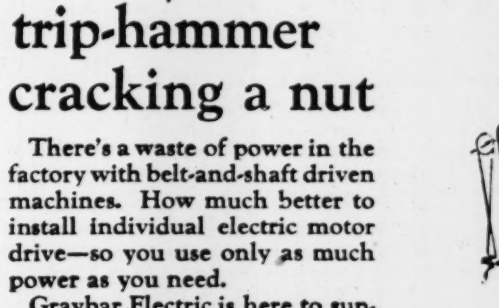 trip-hammer
cracking a nut
There's a waste of power in the
factory with belt-and-shaft driven
machines. How much better to
install individual electric motor
drive—so you use only as much
power as you need.
Graybar Electric is here to sup-